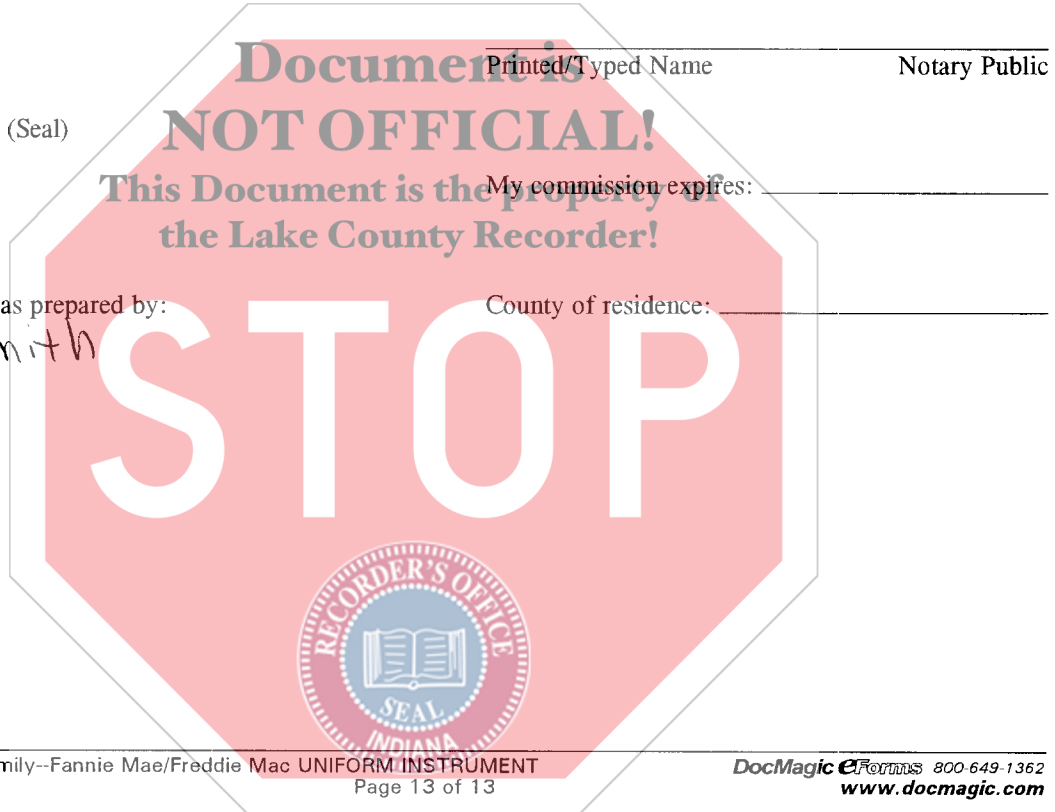 Document is
Printed/Typed Name Notary Public
(Seal)
NOT OFFICIAL!
This Document is the property of
My commission expires:
the Lake County Recorder!
as prepared by:
County of residence:
STOP
RECORDER'S OFFICE
SEAL
INDIANA
mily--Fannie Mae/Freddie Mac UNIFORM INSTRUMENT
Page 13 of 13
DocMagic eForms 800-649-1362
www.docmagic.com